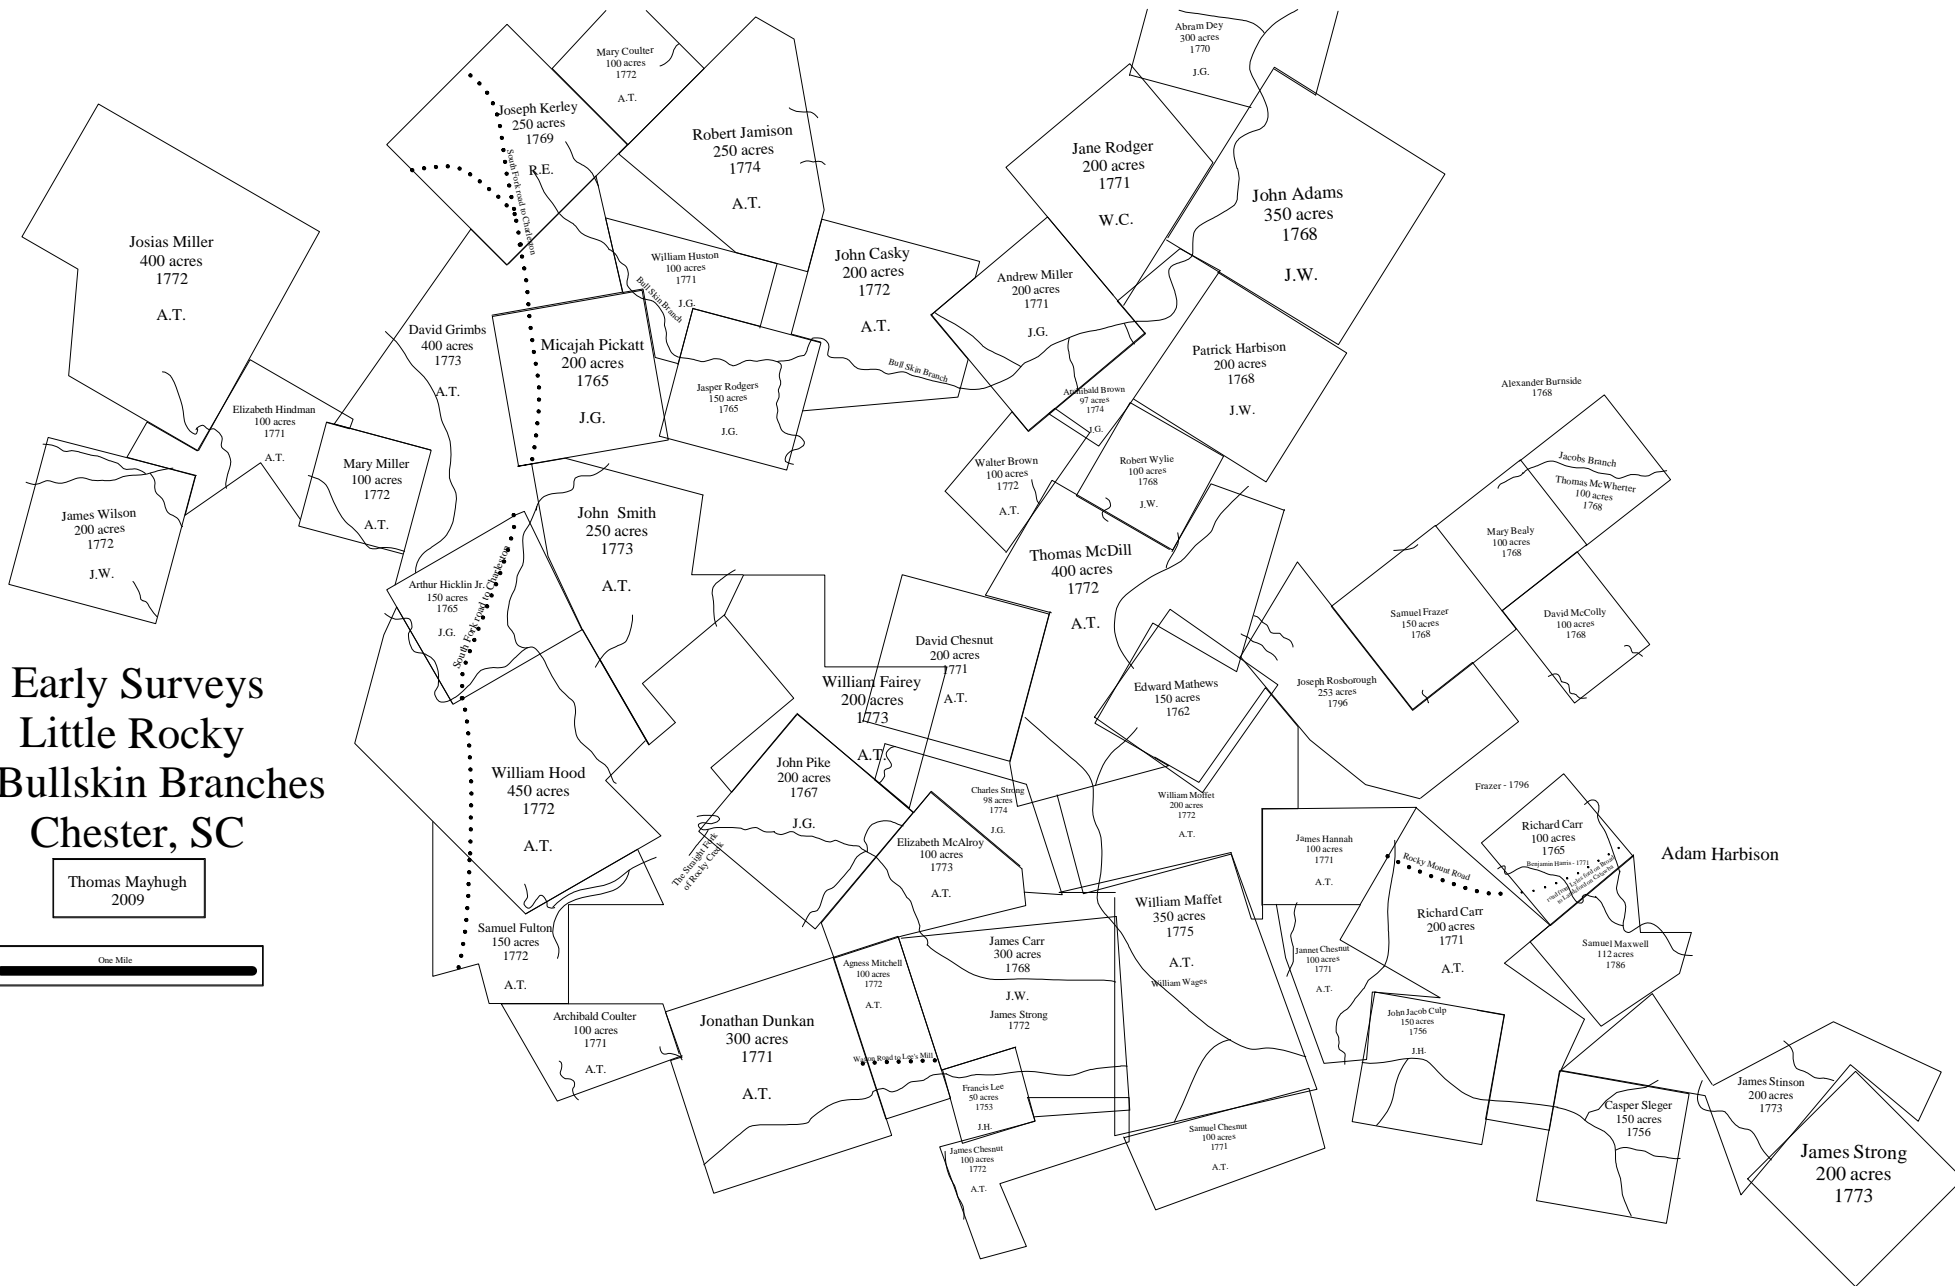 Abram Dey
300 acres
1770
J.G.
Mary Coulter
100 acres
1772
A.T.
Joseph Kerley
250 acres
1769
R.E.
South Fork road to Charleston
Robert Jamison
250 acres
1774
A.T.
Jane Rodger
200 acres
1771
W.C.
John Adams
350 acres
1768
J.W.
Josias Miller
400 acres
1772
A.T.
William Huston
100 acres
1771
J.G.
Bull Skin Branch
John Casky
200 acres
1772
A.T.
Andrew Miller
200 acres
1771
J.G.
David Grimbs
400 acres
1773
A.T.
Micajah Pickatt
200 acres
1765
J.G.
Jasper Rodgers
150 acres
1765
J.G.
Bull Skin Branch
Patrick Harbison
200 acres
1768
J.W.
Archibald Brown
97 acres
1774
J.G.
Alexander Burnside
1768
Elizabeth Hindman
100 acres
1771
A.T.
Mary Miller
100 acres
1772
A.T.
Walter Brown
100 acres
1772
A.T.
Robert Wylie
100 acres
1768
J.W.
Jacobs Branch
Thomas McWherter
100 acres
1768
James Wilson
200 acres
1772
J.W.
John Smith
250 acres
1773
A.T.
Mary Bealy
100 acres
1768
Thomas McDill
400 acres
1772
A.T.
Arthur Hicklin Jr.
150 acres
1765
J.G.
South Fork road to Charleston
Samuel Frazer
150 acres
1768
David McColly
100 acres
1768
David Chesnut
200 acres
1771
A.T.
William Fairey
200 acres
1773
A.T.
Edward Mathews
150 acres
1762
Joseph Rosborough
253 acres
1796
Early Surveys
Little Rocky
Bullskin Branches
Chester, SC
Thomas Mayhugh
2009
One Mile
William Hood
450 acres
1772
A.T.
John Pike
200 acres
1767
J.G.
Charles Strong
98 acres
1774
J.G.
William Moffet
200 acres
1772
A.T.
Frazer - 1796
James Hannah
100 acres
1771
A.T.
Richard Carr
100 acres
1765
Benjamin Harris - 1771
Adam Harbison
Rocky Mount Road
The Straight Fork
of Rocky Creek
Elizabeth McAlroy
100 acres
1773
A.T.
William Maffet
350 acres
1775
A.T.
William Wages
Richard Carr
200 acres
1771
A.T.
Samuel Fulton
150 acres
1772
A.T.
Agness Mitchell
100 acres
1772
A.T.
James Carr
300 acres
1768
J.W.
James Strong
1772
Jannet Chesnut
100 acres
1771
A.T.
Samuel Maxwell
112 acres
1786
Archibald Coulter
100 acres
1771
A.T.
Jonathan Dunkan
300 acres
1771
A.T.
Wagon Road to Lee's Mill
John Jacob Culp
150 acres
1756
J.H.
Francis Lee
50 acres
1753
J.H.
Casper Sleger
150 acres
1756
James Stinson
200 acres
1773
James Chesnut
100 acres
1772
A.T.
Samuel Chesnut
100 acres
1771
A.T.
James Strong
200 acres
1773